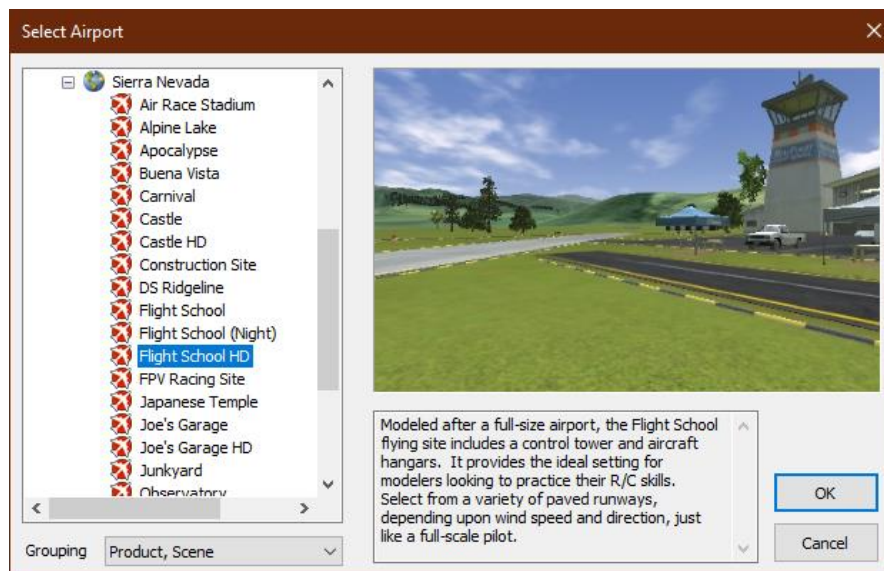 Select Airport
Sierra Nevada
Air Race Stadium
Alpine Lake
Apocalypse
Buena Vista
Carnival
Castle
Castle HD
Construction Site
DS Ridgeline
Flight School
Flight School (Night)
Flight School HD
FPV Racing Site
Japanese Temple
Joe's Garage
Joe's Garage HD
Junkyard
Observatory
Grouping
Product, Scene
Airport
Modeled after a full-size airport, the Flight School
flying site includes a control tower and aircraft
hangars. It provides the ideal setting for
modelers looking to practice their R/C skills.
Select from a variety of paved runways,
depending upon wind speed and direction, just
like a full-scale pilot.
OK
Cancel